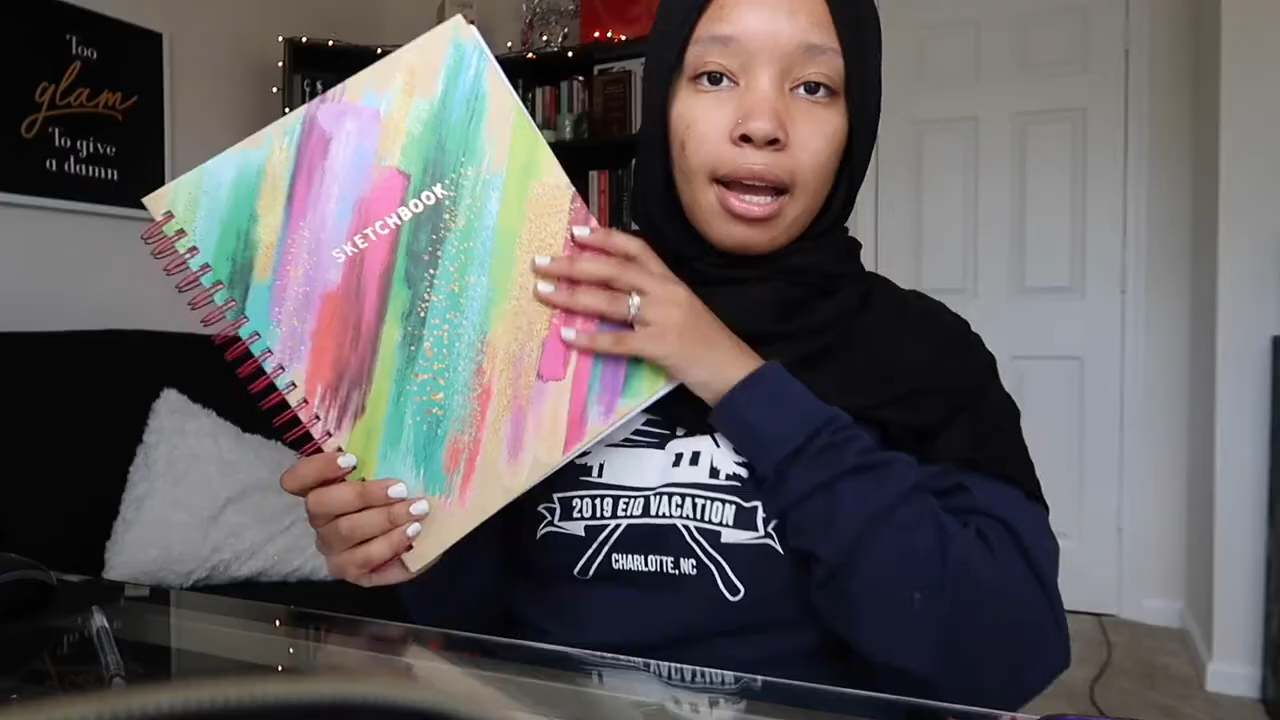 Too
glam
To give
a damn
SKETCHBOOK
2019 EID VACATION
CHARLOTTE, NC